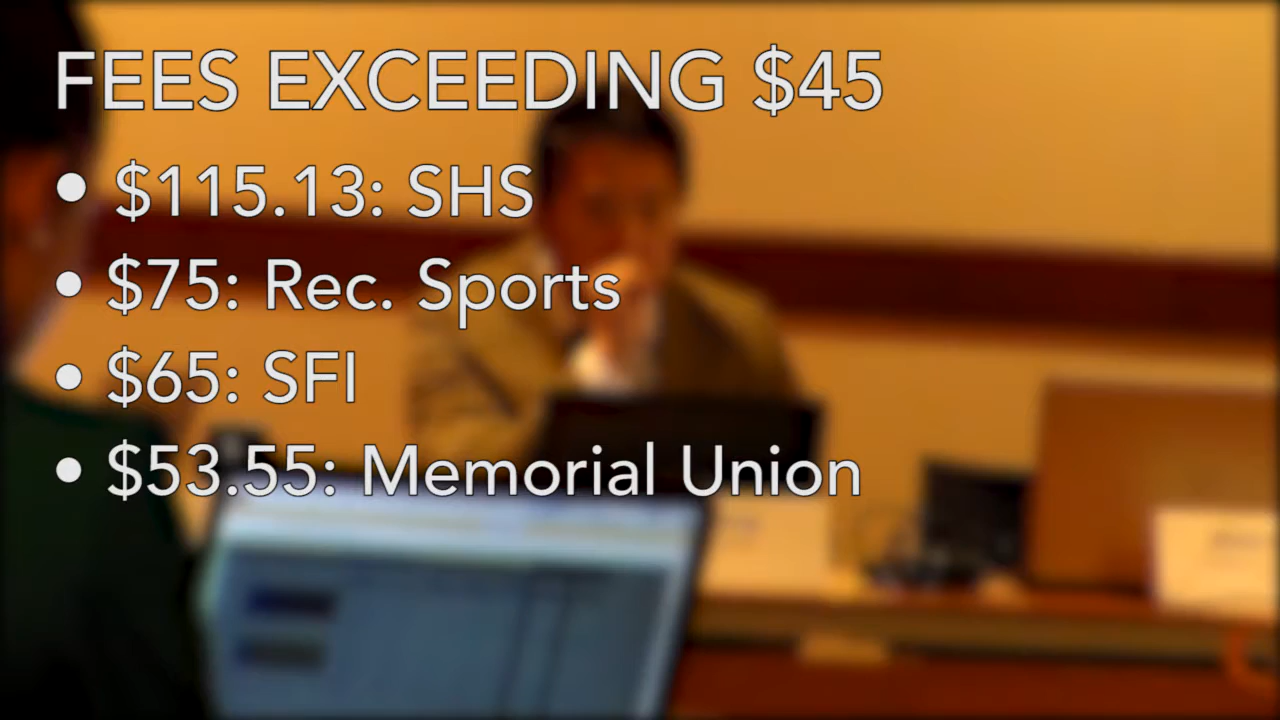 FEES EXCEEDING $45
• $115.13: SHS
• $75: Rec. Sports
• $65: SFI
• $53.55: Memorial Union